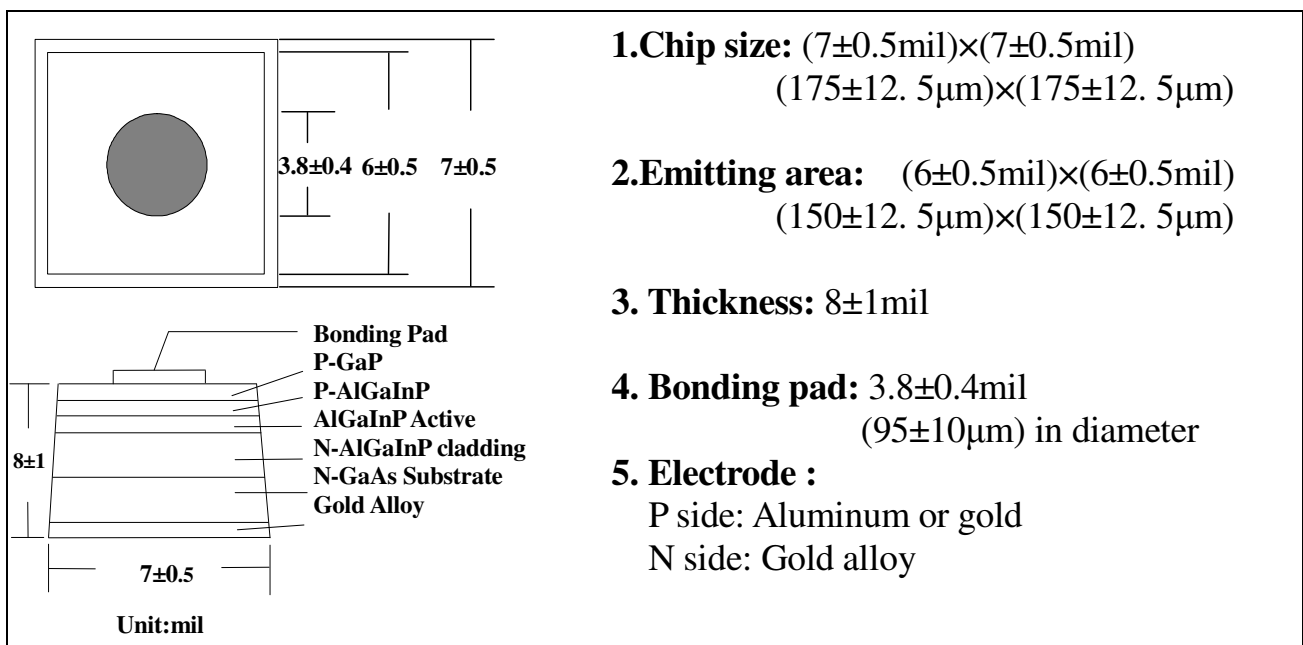 3.8±0.4 6±0.5 7±0.5
Bonding Pad
P-GaP
P-AlGaInP
AlGaInP Active
N-AlGaInP cladding
N-GaAs Substrate
Gold Alloy
8±1
7±0.5
Unit:mil
1.Chip size: (7±0.5mil)×(7±0.5mil)
(175±12. 5μm)×(175±12. 5μm)
2.Emitting area: (6±0.5mil)×(6±0.5mil)
(150±12. 5μm)×(150±12. 5μm)
3. Thickness: 8±1mil
4. Bonding pad: 3.8±0.4mil
(95±10μm) in diameter
5. Electrode :
P side: Aluminum or gold
N side: Gold alloy